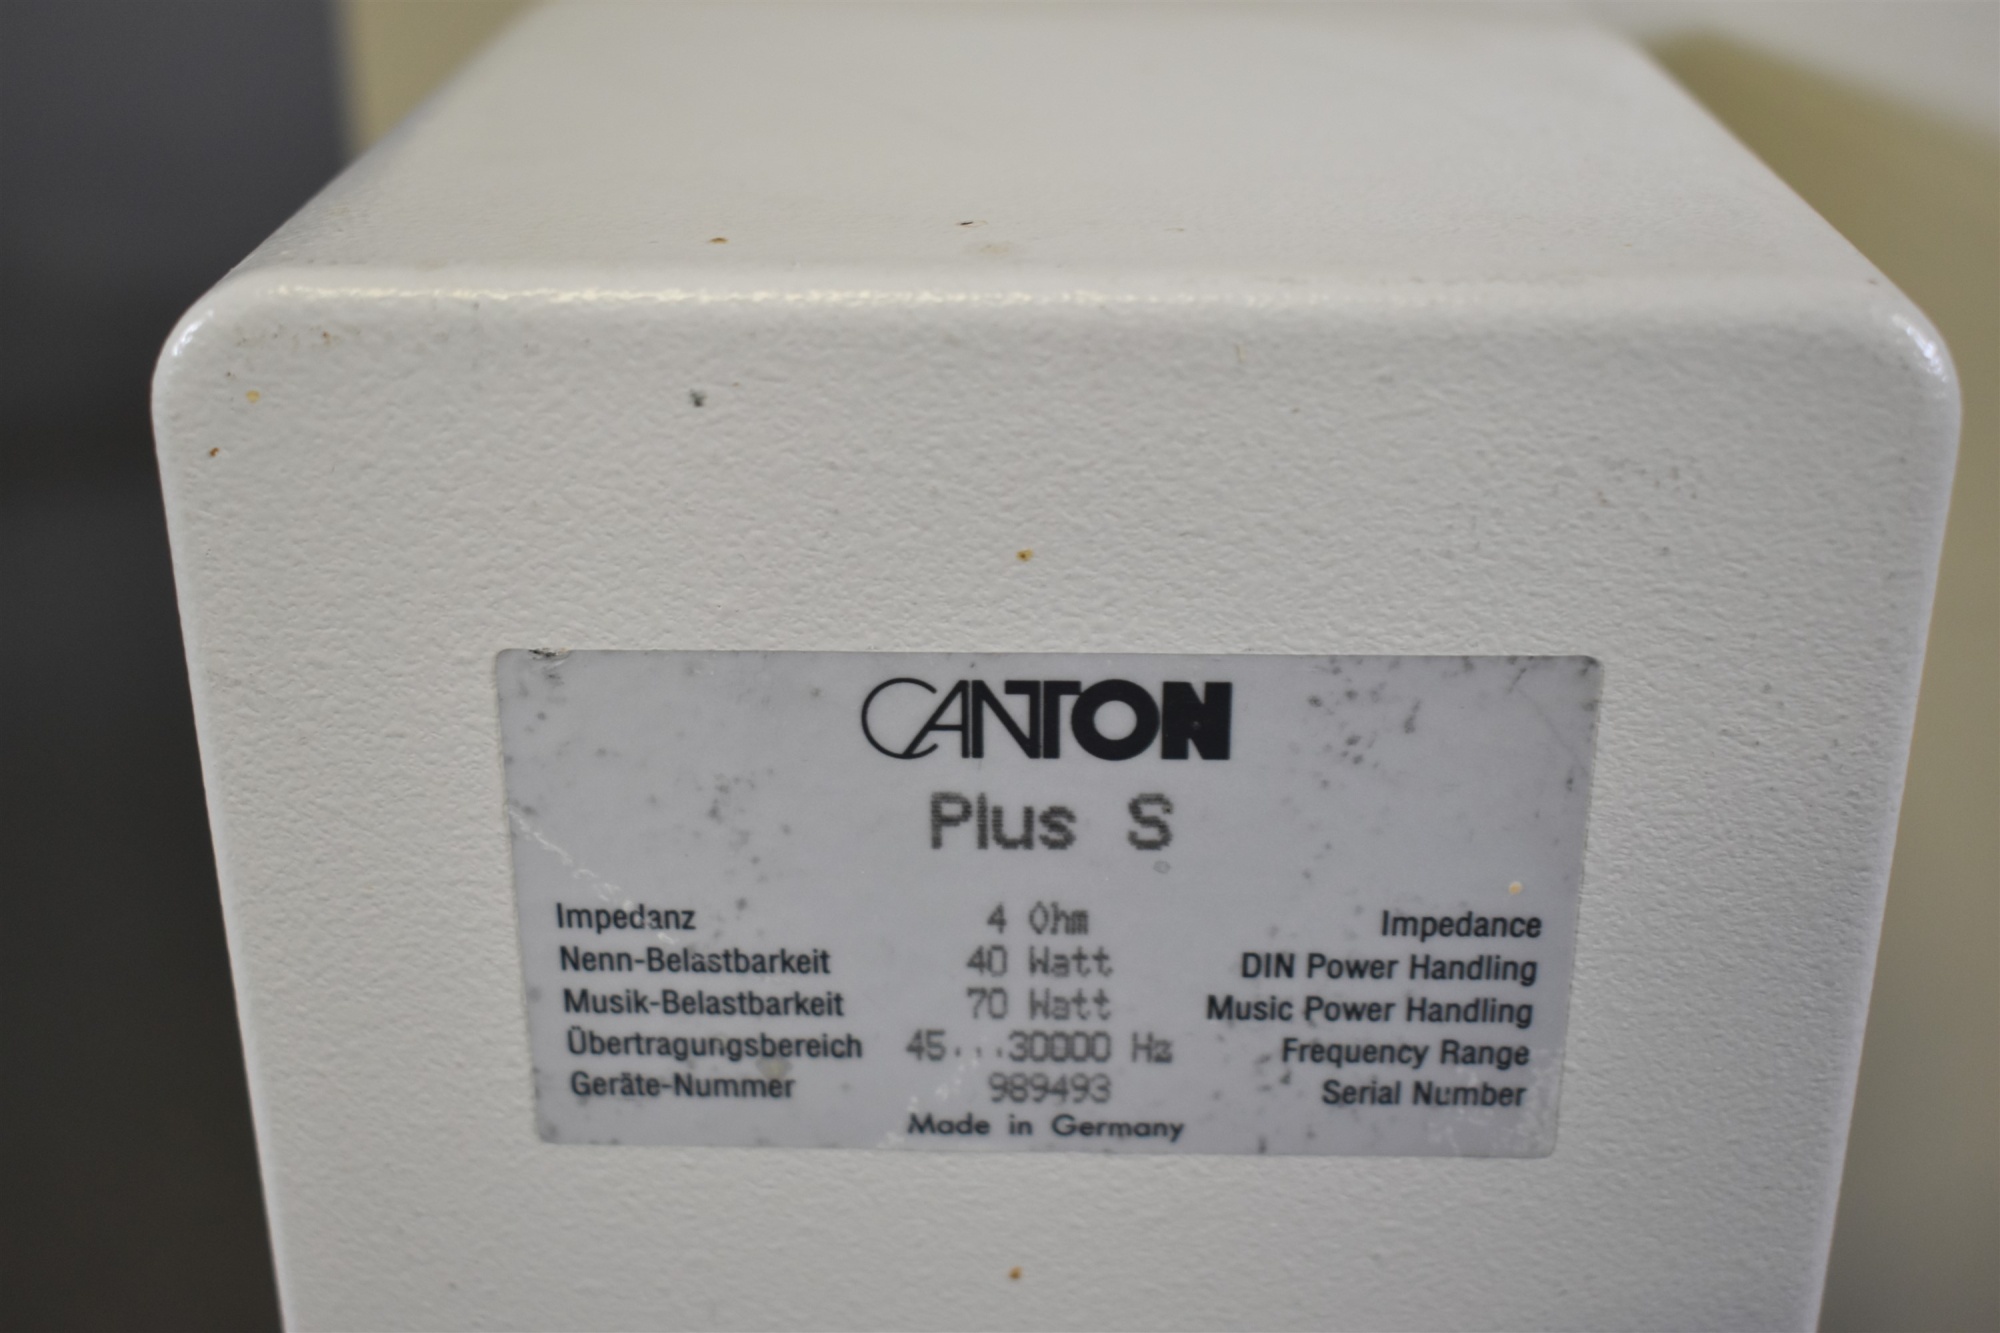 CANTON
Plus S
Impedanz 4 Ohm Impedance
Nenn-Belastbarkeit 40 Watt DIN Power Handling
Musik-Belastbarkeit 70 Watt Music Power Handling
Übertragungsbereich 45...30000 Hz Frequency Range
Geräte-Nummer 989493 Serial Number
Made in Germany